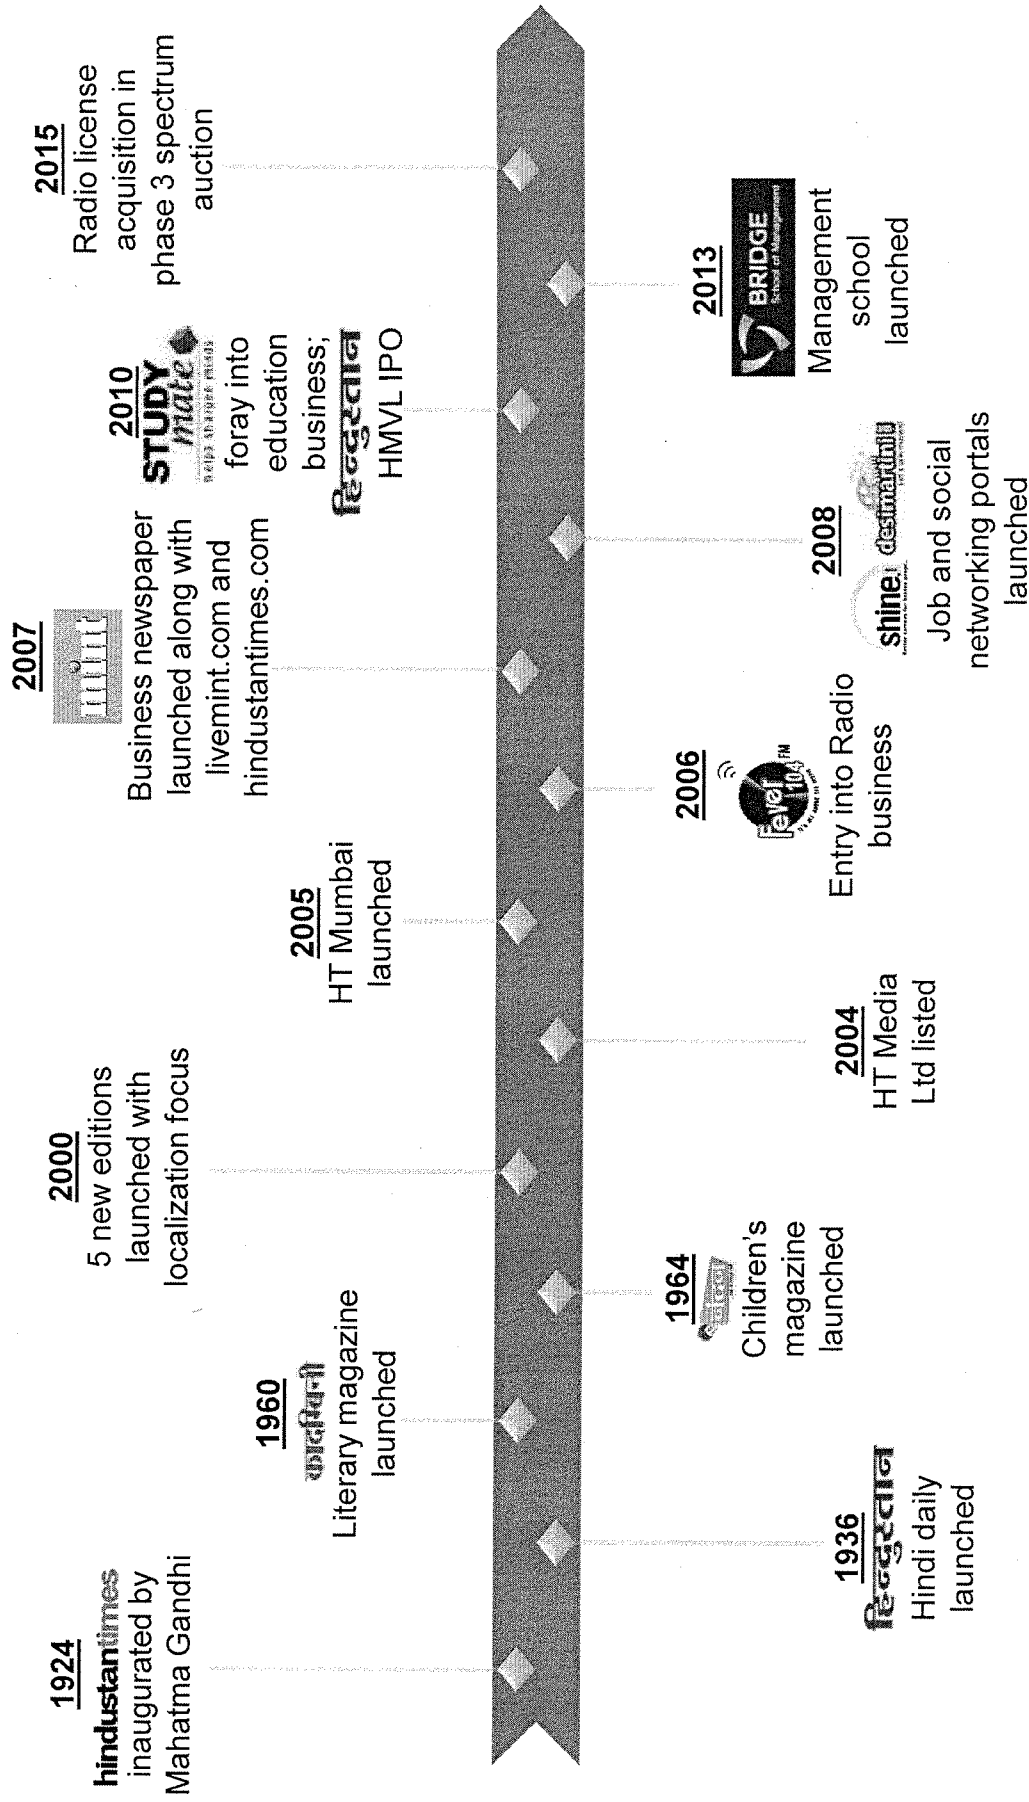 1924
hindustantimes
inaugurated by
Mahatma Gandhi
1936
हिन्दुस्तान
Hindi daily
launched
1960
कादम्बिनी
Literary magazine
launched
1964
Children's
magazine
launched
2000
5 new editions
launched with
localization focus
2004
HT Media
Ltd listed
2005
HT Mumbai
launched
2006
Fever
104 FM
Entry into Radio
business
2007
Business newspaper
launched along with
livemint.com and
hindustantimes.com
2008
shine. desimartini
Job and social
networking portals
launched
2010
STUDY
mate
foray into
education
business;
हिन्दुस्तान
HMVL IPO
2013
BRIDGE
School of Management
Management
school
launched
2015
Radio license
acquisition in
phase 3 spectrum
auction